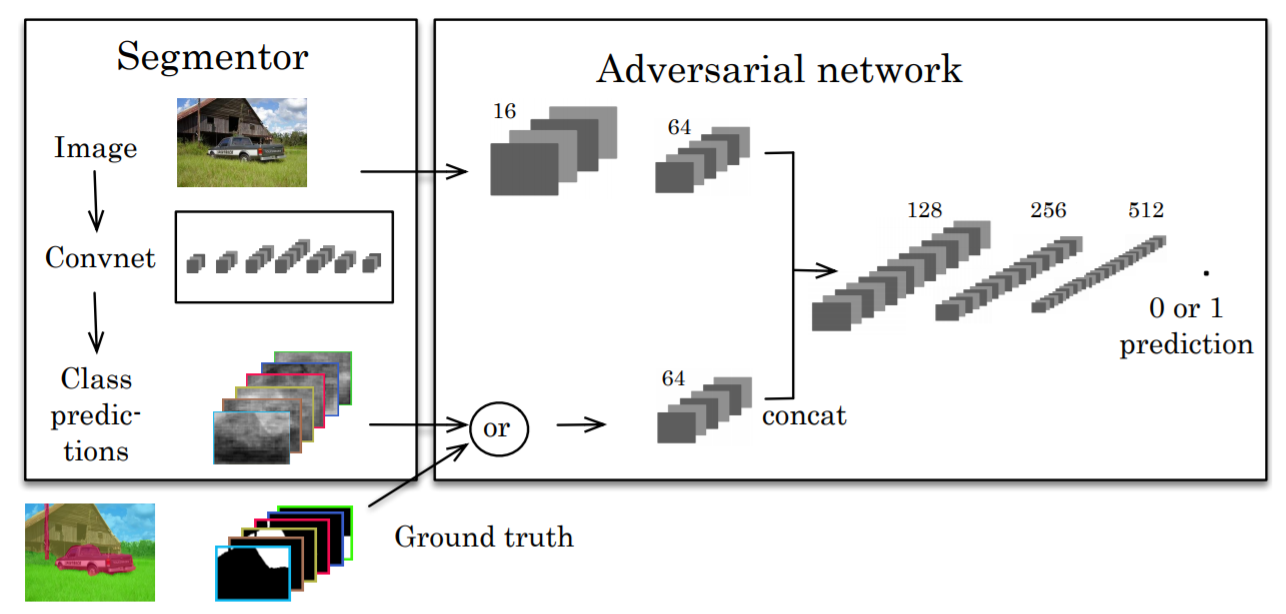 Segmentor
Image
Convnet
Class
predic-
tions
Adversarial network
16
64
128
256
512
64
concat
or
0 or 1
prediction
Ground truth